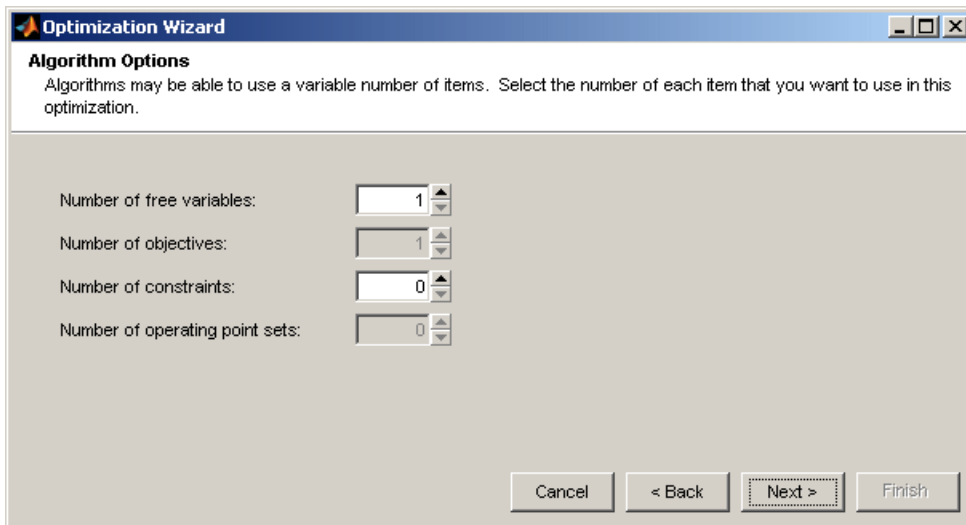 Optimization Wizard
Algorithm Options
Algorithms may be able to use a variable number of items.  Select the number of each item that you want to use in this
optimization.
Number of free variables: 1
Number of objectives: 1
Number of constraints: 0
Number of operating point sets: 0
Cancel < Back Next > Finish